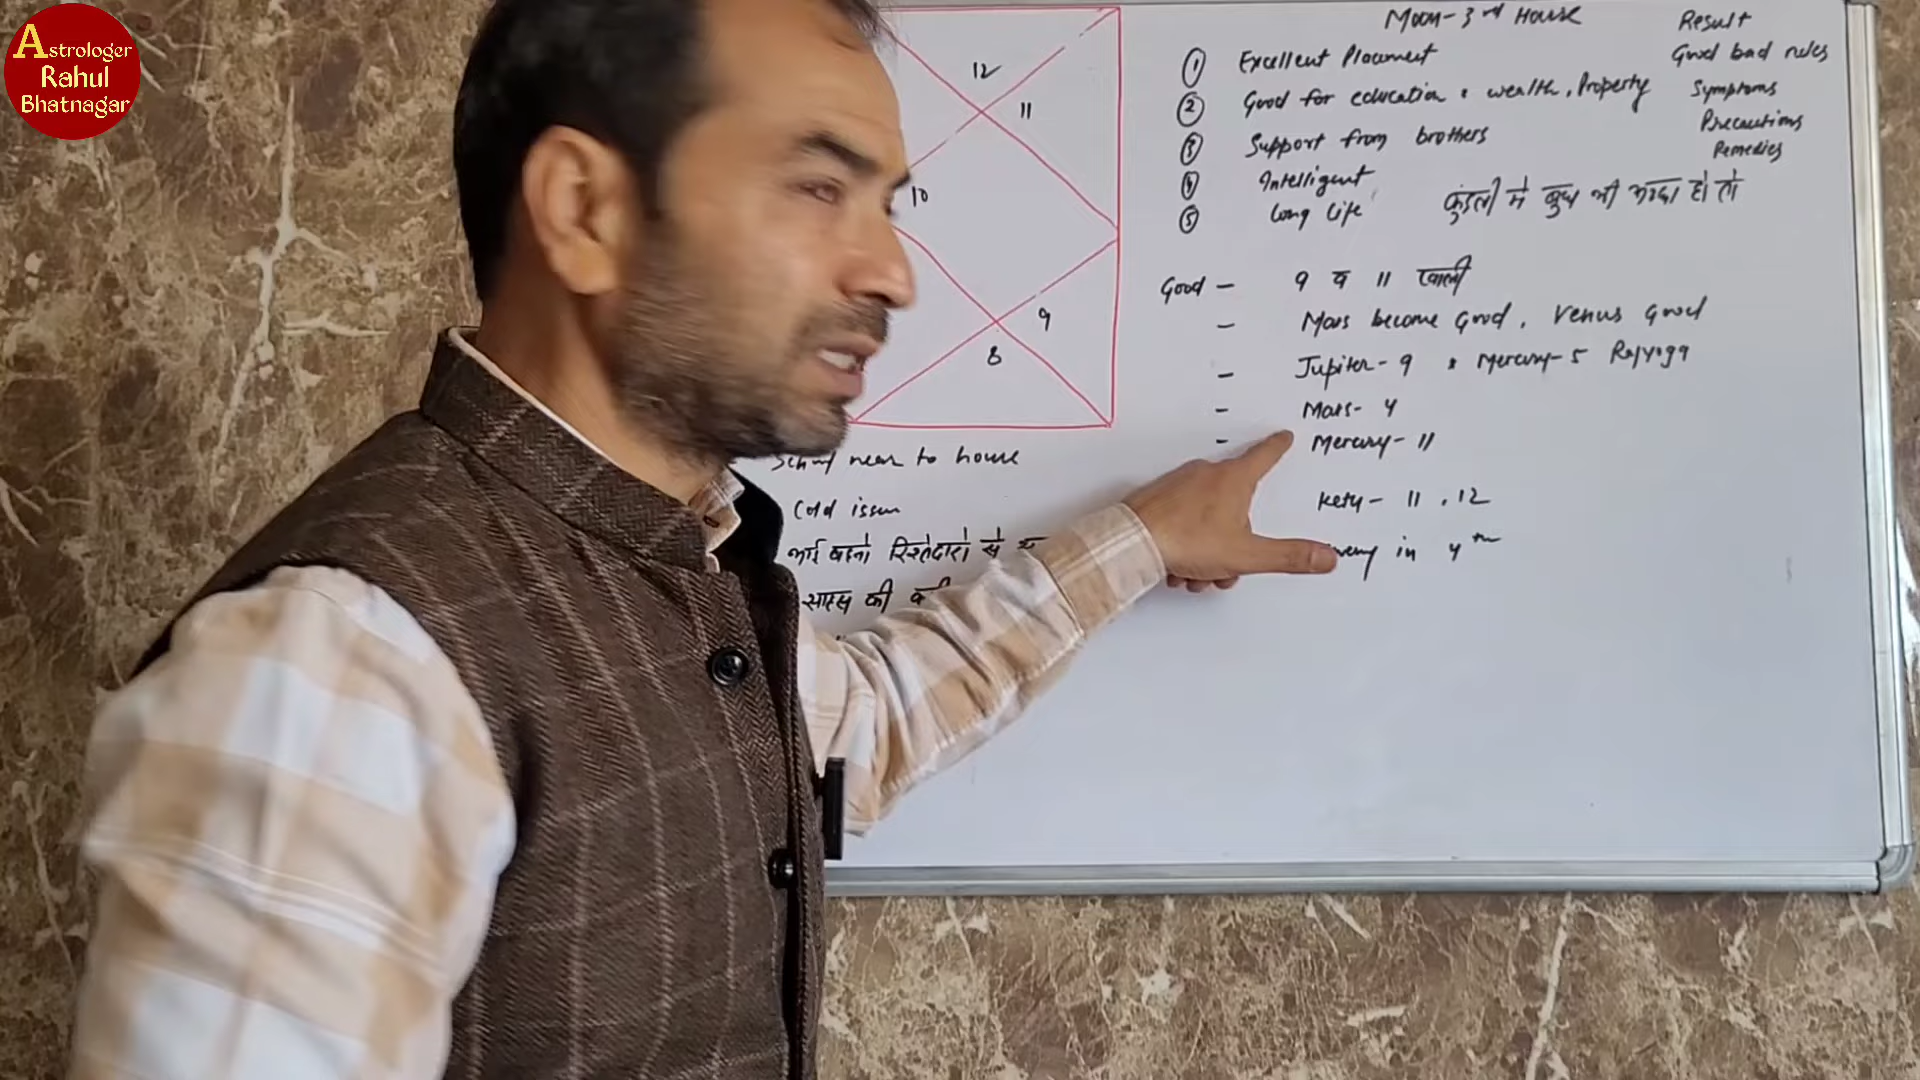 Astrologer
Rahul
Bhatnagar
12
11
10
9
8
Moon- 3rd House
Result
Good bad rules
Symptoms
Precautions
Remedies
① Excellent Placement
② Good for education & wealth, Property
③ Support from brothers
④ Intelligent
⑤ Long life
कुंडली में बुध भी मन्दा हो तो
Good - 9 व 11 खाली
- Mars become Good, Venus Good
- Jupiter- 9 & Mercury- 5 Rajyoga
- Mars- 4
- Mercury- 11
Ketu- 11, 12
in 4th
near to house
Cold issue
भाई बहनो रिश्तेदारो से
साहस की